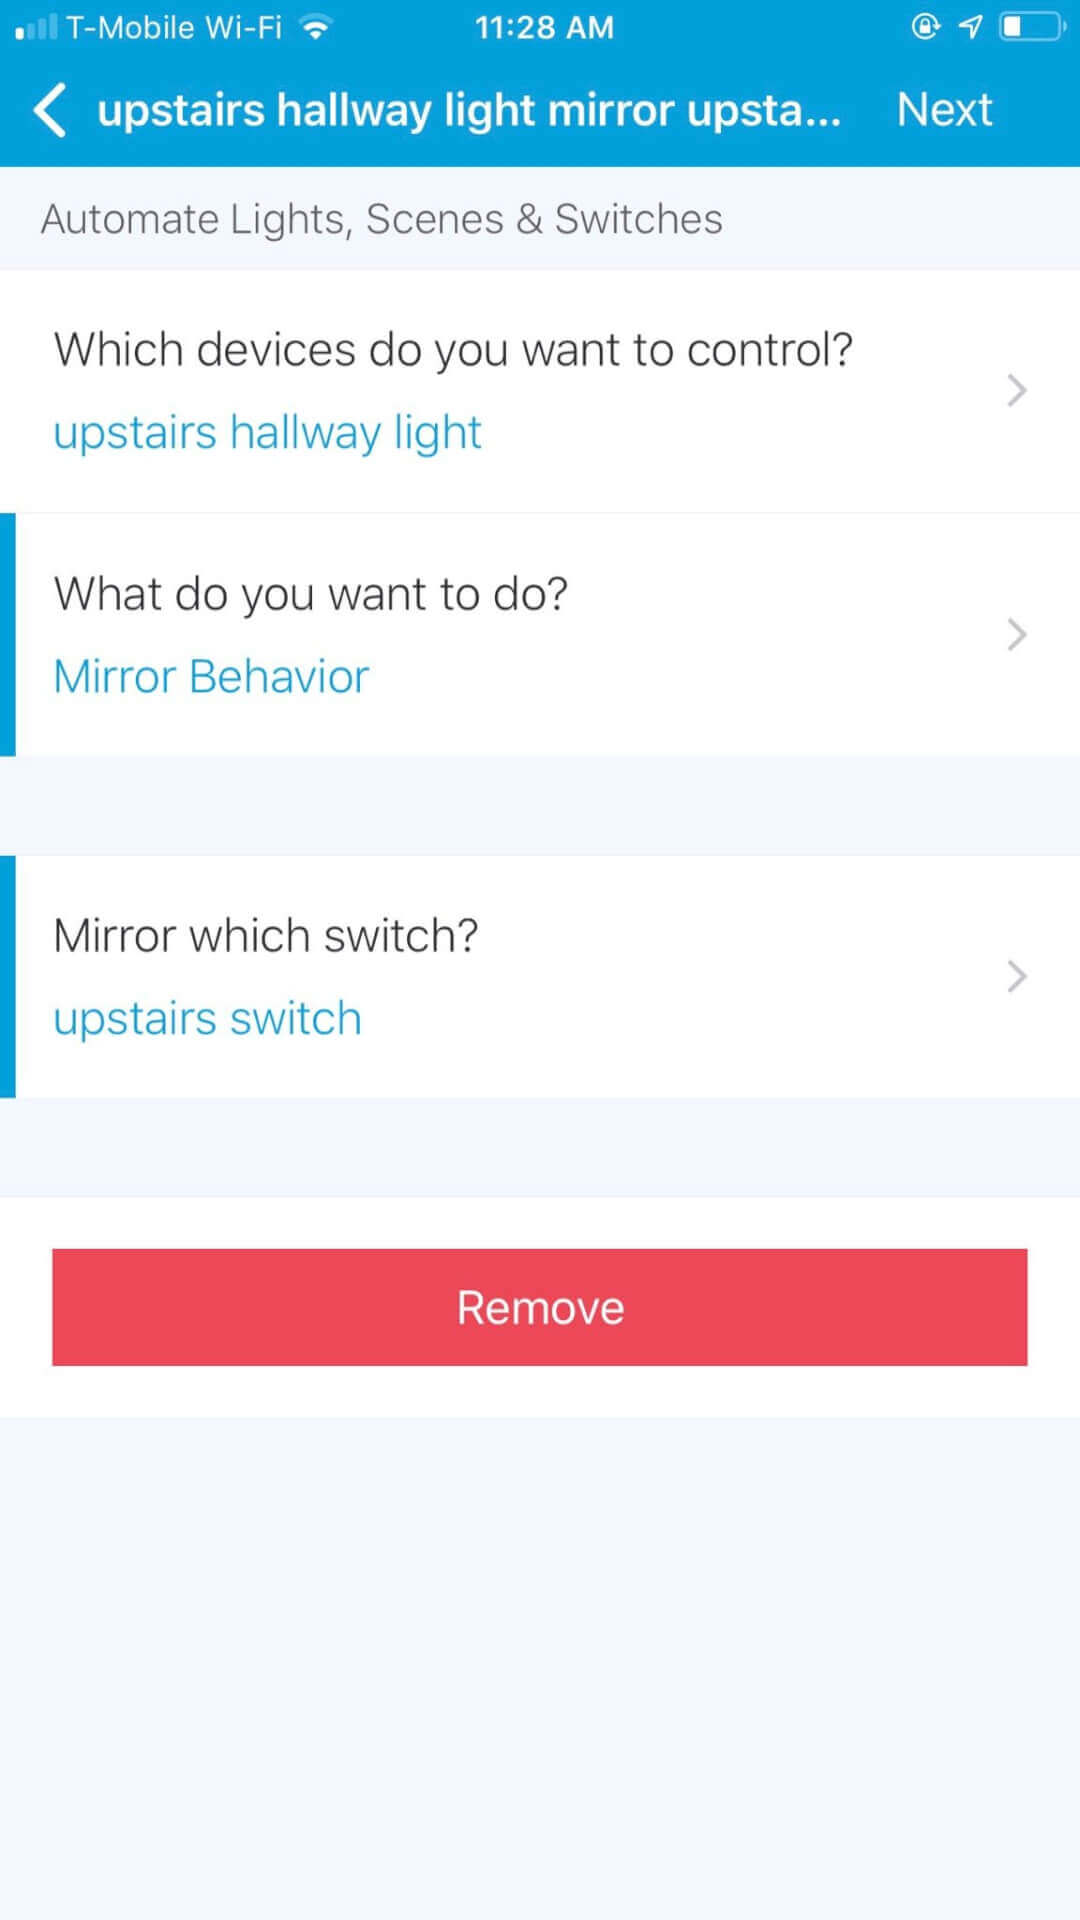 T-Mobile Wi-Fi 11:28 AM
upstairs hallway light mirror upsta... Next
Automate Lights, Scenes & Switches
Which devices do you want to control?
upstairs hallway light
What do you want to do?
Mirror Behavior
Mirror which switch?
upstairs switch
Remove